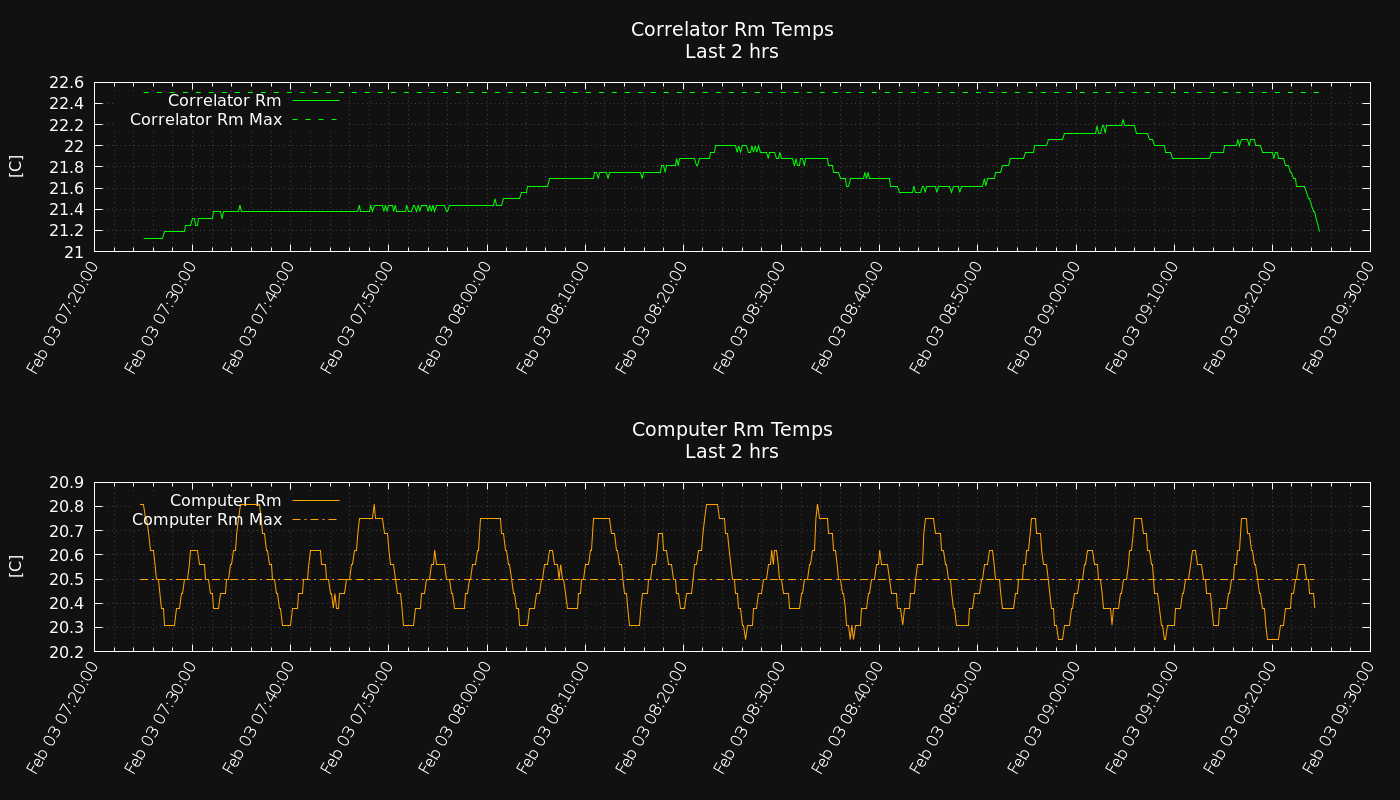 Correlator Rm Temps
Last 2 hrs
22.6
22.4
22.2
22
21.8
21.6
21.4
21.2
21
[C]
Correlator Rm
Correlator Rm Max
Feb 03 07:20:00
Feb 03 07:30:00
Feb 03 07:40:00
Feb 03 07:50:00
Feb 03 08:00:00
Feb 03 08:10:00
Feb 03 08:20:00
Feb 03 08:30:00
Feb 03 08:40:00
Feb 03 08:50:00
Feb 03 09:00:00
Feb 03 09:10:00
Feb 03 09:20:00
Feb 03 09:30:00
Computer Rm Temps
Last 2 hrs
20.9
20.8
20.7
20.6
20.5
20.4
20.3
20.2
[C]
Computer Rm
Computer Rm Max
Feb 03 07:20:00
Feb 03 07:30:00
Feb 03 07:40:00
Feb 03 07:50:00
Feb 03 08:00:00
Feb 03 08:10:00
Feb 03 08:20:00
Feb 03 08:30:00
Feb 03 08:40:00
Feb 03 08:50:00
Feb 03 09:00:00
Feb 03 09:10:00
Feb 03 09:20:00
Feb 03 09:30:00